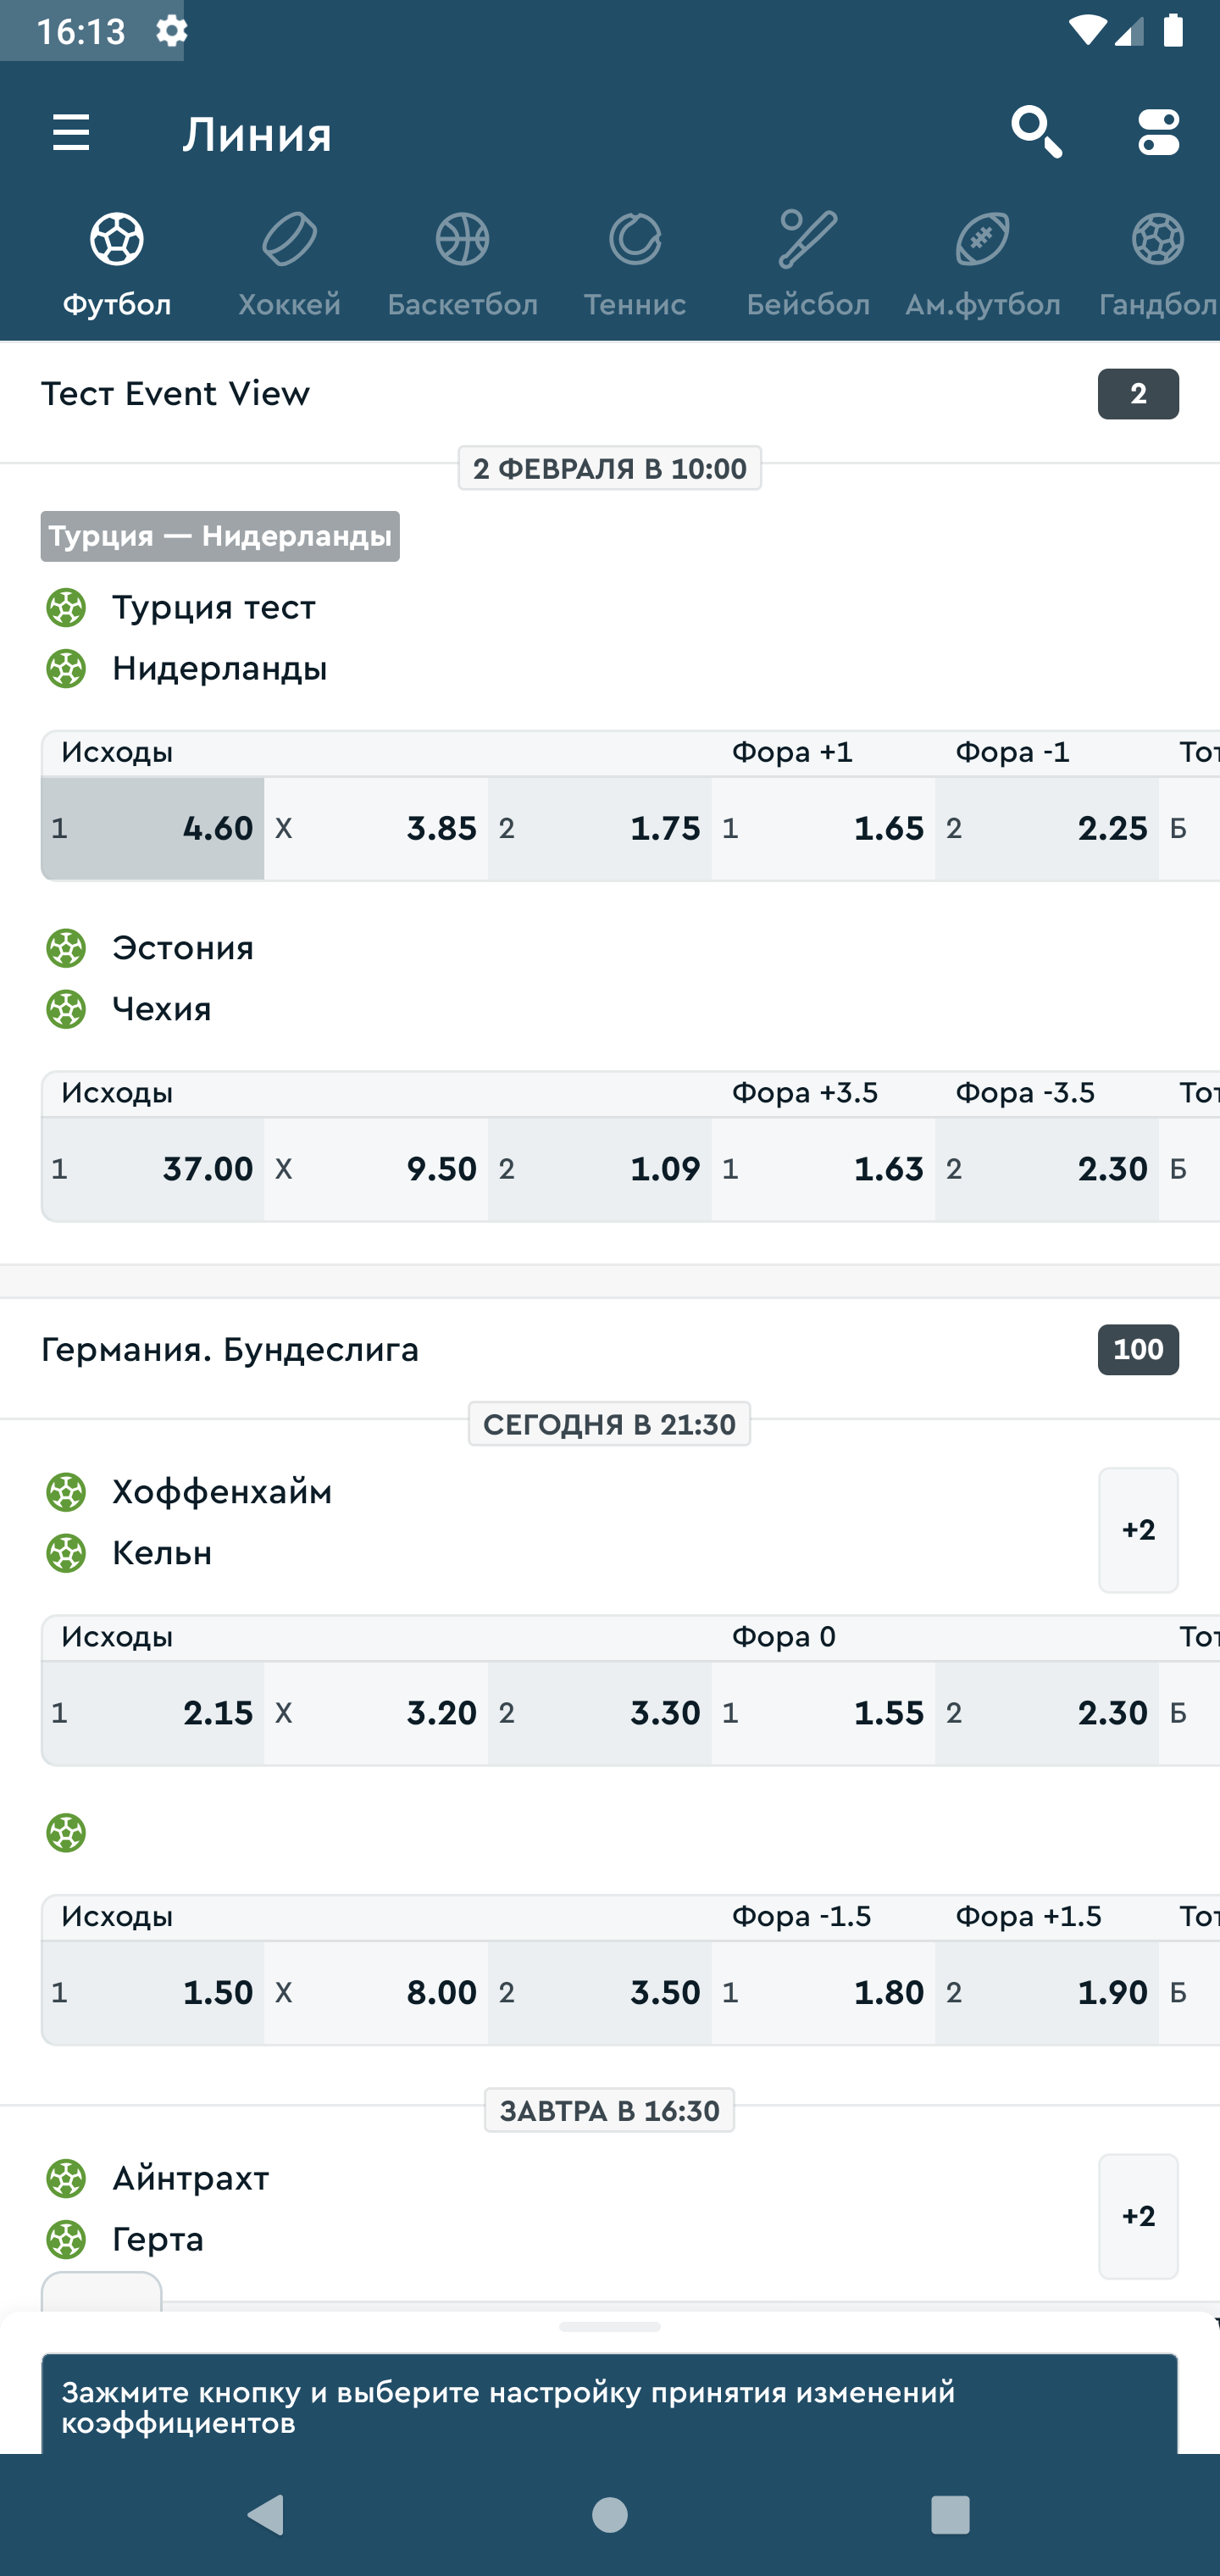 16:13
Линия
Футбол Хоккей Баскетбол Теннис Бейсбол Ам.футбол Гандбол
Тест Event View 2
2 ФЕВРАЛЯ В 10:00
Турция — Нидерланды
Турция тест
Нидерланды
Исходы Фора +1 Фора -1 Тот
1 4.60 X 3.85 2 1.75 1 1.65 2 2.25 Б
Эстония
Чехия
Исходы Фора +3.5 Фора -3.5 Тот
1 37.00 X 9.50 2 1.09 1 1.63 2 2.30 Б
Германия. Бундеслига 100
СЕГОДНЯ В 21:30
Хоффенхайм
+2
Кельн
Исходы Фора 0 Тот
1 2.15 X 3.20 2 3.30 1 1.55 2 2.30 Б
Исходы Фора -1.5 Фора +1.5 Тот
1 1.50 X 8.00 2 3.50 1 1.80 2 1.90 Б
ЗАВТРА В 16:30
Айнтрахт
+2
Герта
Зажмите кнопку и выберите настройку принятия изменений
коэффициентов